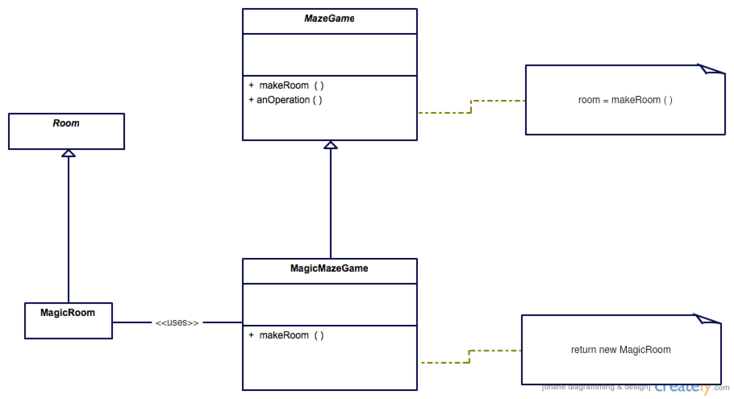 MazeGame
+ makeRoom ( )
+ anOperation ( )
room = makeRoom ( )
Room
MagicMazeGame
MagicRoom
<<uses>>
+ makeRoom ( )
return new MagicRoom
[online diagramming & design] creately.com